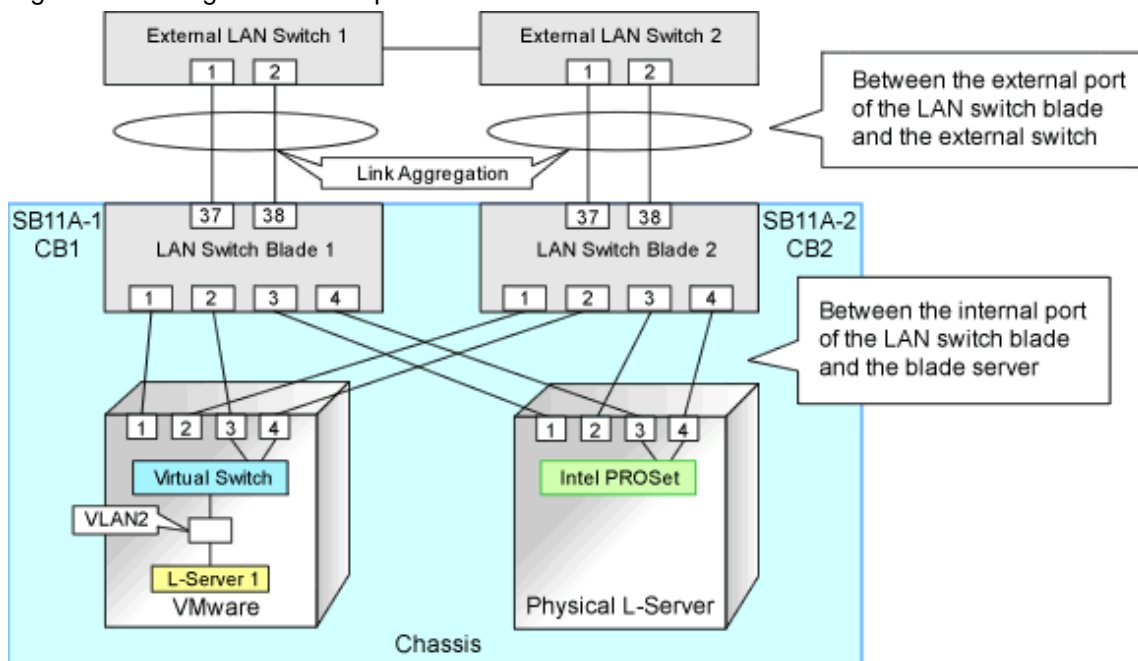 External LAN Switch 1
External LAN Switch 2
1 2
1 2
Between the external port
of the LAN switch blade
and the external switch
Link Aggregation
SB11A-1
CB1
37 38
LAN Switch Blade 1
1 2 3 4
37 38
LAN Switch Blade 2
1 2 3 4
SB11A-2
CB2
Between the internal port
of the LAN switch blade
and the blade server
1 2 3 4
Virtual Switch
VLAN2
L-Server 1
VMware
1 2 3 4
Intel PROSet
Physical L-Server
Chassis